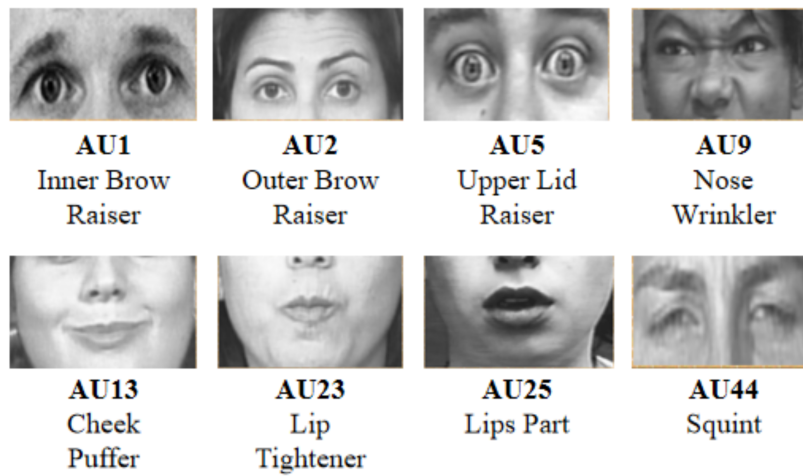 AU1
Inner Brow
Raiser
AU2
Outer Brow
Raiser
AU5
Upper Lid
Raiser
AU9
Nose
Wrinkler
AU13
Cheek
Puffer
AU23
Lip
Tightener
AU25
Lips Part
AU44
Squint